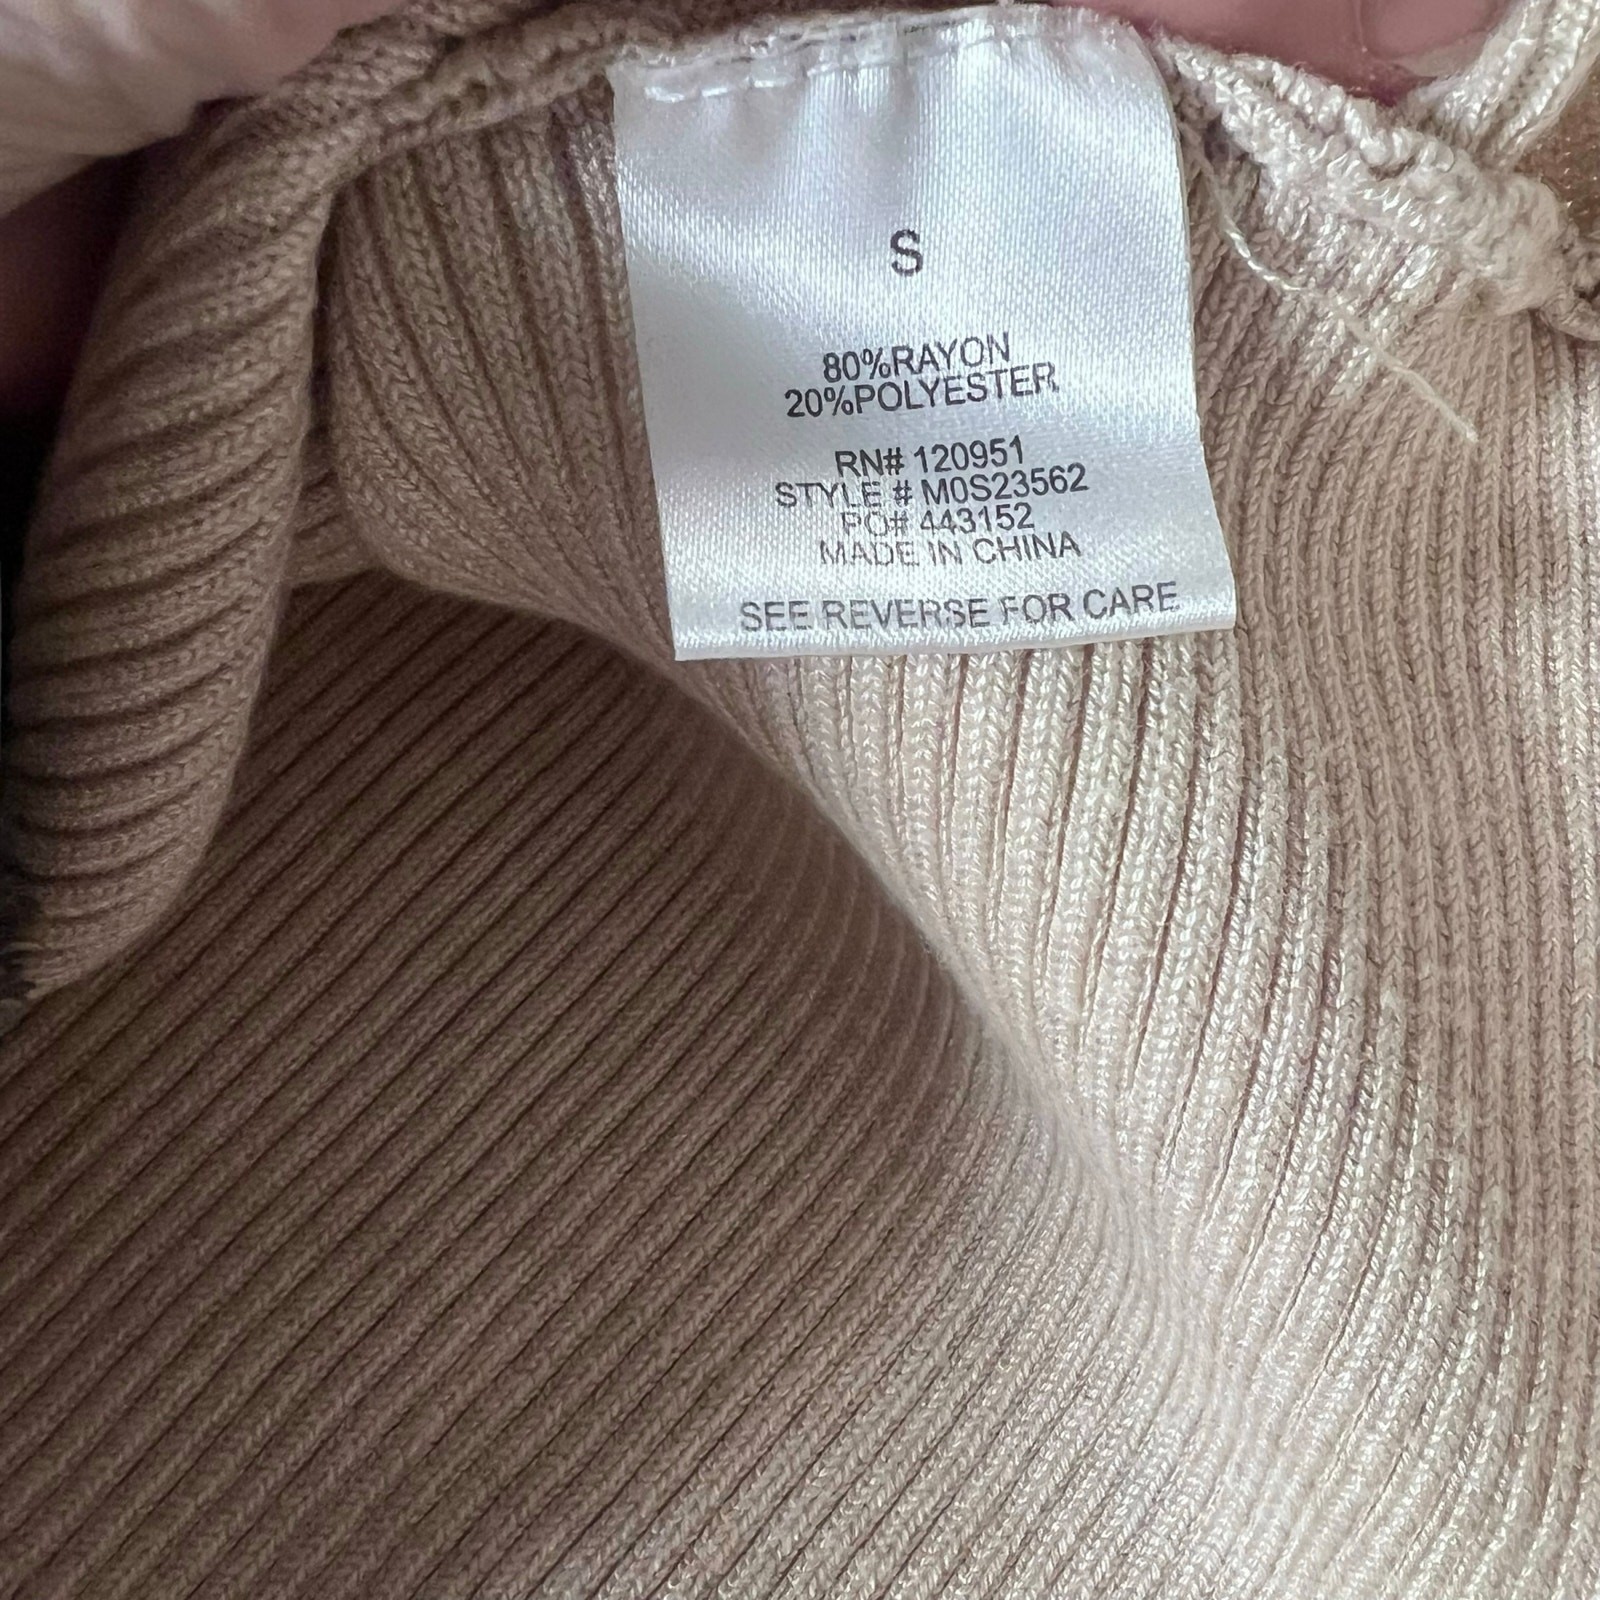 S
80%RAYON
20%POLYESTER
RN# 120951
STYLE # M0S23562
PO# 443152
MADE IN CHINA
SEE REVERSE FOR CARE